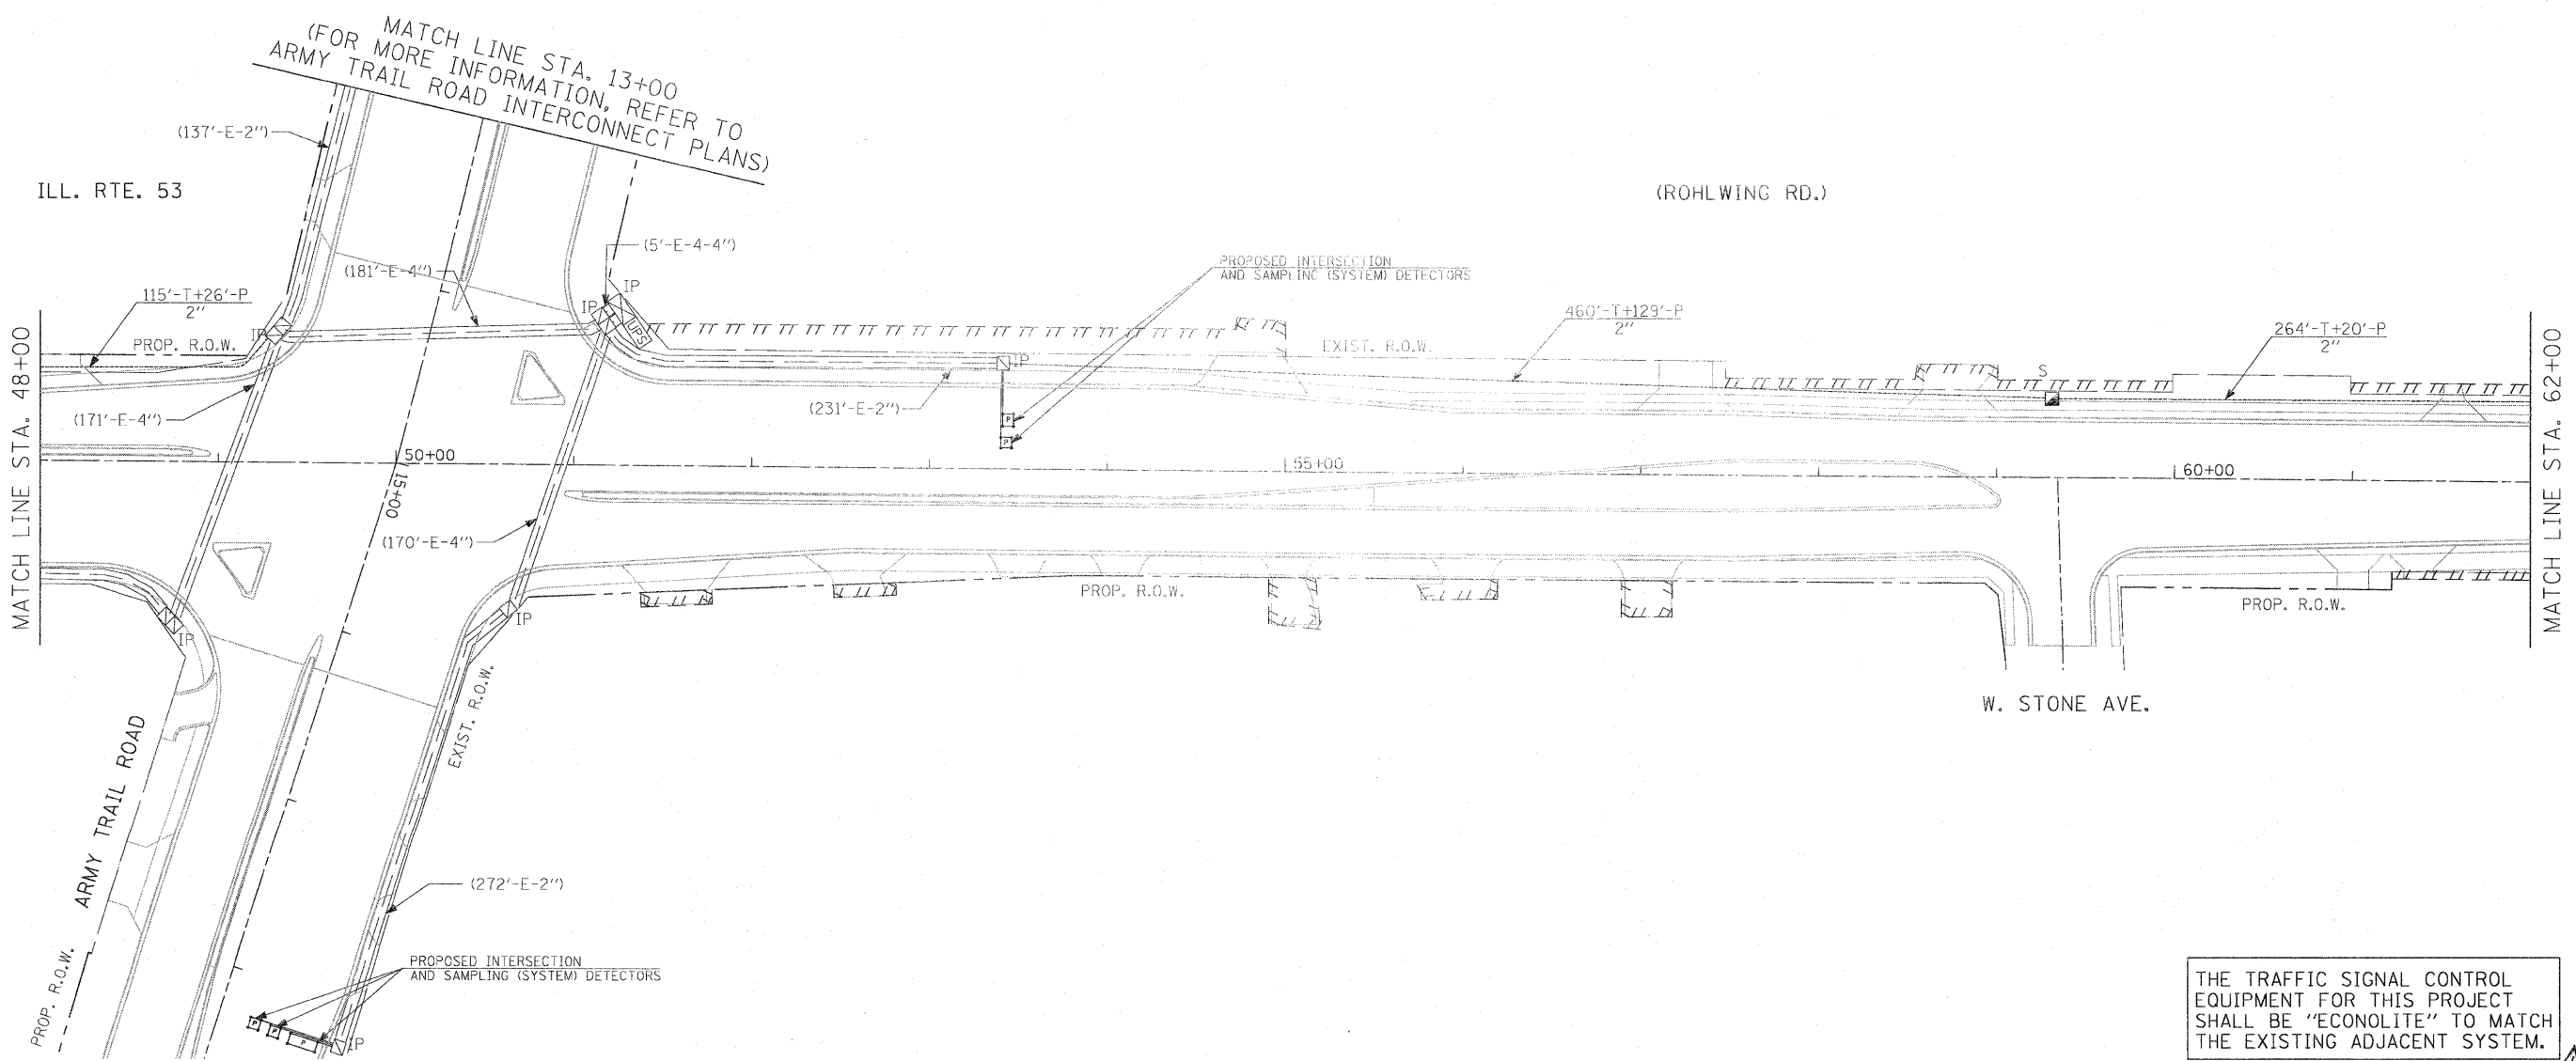 MATCH LINE STA. 13+00
(FOR MORE INFORMATION, REFER TO
ARMY TRAIL ROAD INTERCONNECT PLANS)
(137'-E-2")
ILL. RTE. 53
(ROHLWING RD.)
(5'-E-4-4")
(181'-E-4")
PROPOSED INTERSECTION
AND SAMPLING (SYSTEM) DETECTORS
115'-T+26'-P
2"
IP
IP
IP
UPS
460'-T+129'-P
2"
264'-T+20'-P
2"
PROP. R.O.W.
EXIST. R.O.W.
IP
S
MATCH LINE STA. 48+00
MATCH LINE STA. 62+00
(171'-E-4")
(231'-E-2")
P
P
50+00
15+00
55+00
60+00
(170'-E-4")
IP
IP
PROP. R.O.W.
PROP. R.O.W.
EXIST. R.O.W.
W. STONE AVE.
ARMY TRAIL ROAD
(272'-E-2")
PROP. R.O.W.
PROPOSED INTERSECTION
AND SAMPLING (SYSTEM) DETECTORS
P
P
P
IP
THE TRAFFIC SIGNAL CONTROL
EQUIPMENT FOR THIS PROJECT
SHALL BE "ECONOLITE" TO MATCH
THE EXISTING ADJACENT SYSTEM.